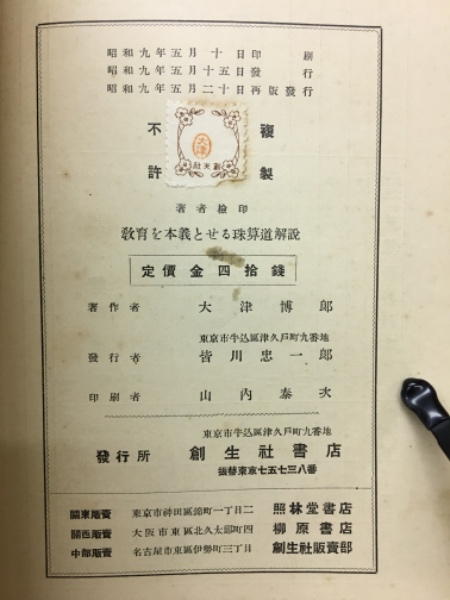 昭和九年五月十日印刷
昭和九年五月十五日發行
昭和九年五月二十日再版發行
不許
複製
大津
著者檢印
教育を本義とせる珠算道解說
定價金四拾錢
著作者 大津博郎
東京市牛込區津久戶町九番地
發行者 皆川忠一郎
印刷者 山內泰次
東京市牛込區津久戶町九番地
發行所 創生社書店
振替東京七五七三八番
關東販賣 東京市神田區錦町一丁目二 照林堂書店
關西販賣 大阪市東區北久太郎町四 柳原書店
中部販賣 名古屋市東區伊勢町三丁目 創生社販賣部